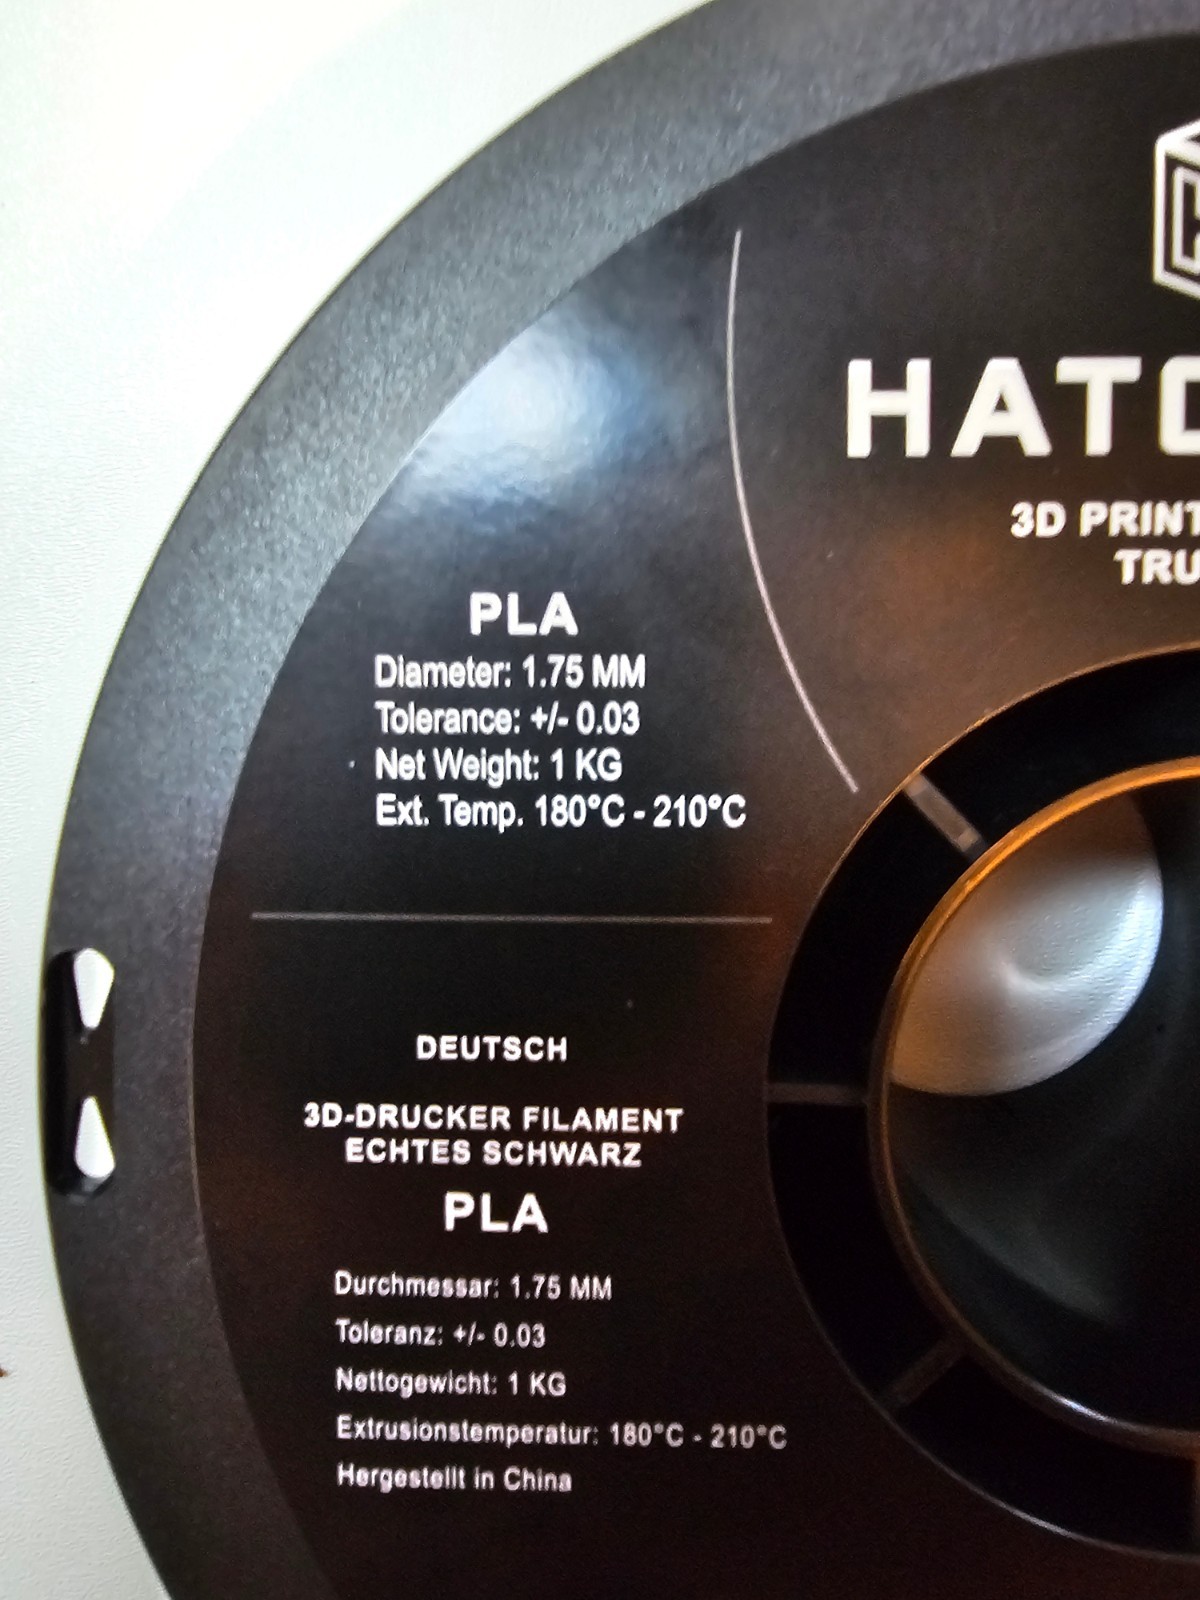 HATC
3D PRINT
TRU
PLA
Diameter: 1.75 MM
Tolerance: +/- 0.03
Net Weight: 1 KG
Ext. Temp. 180°C - 210°C
DEUTSCH
3D-DRUCKER FILAMENT
ECHTES SCHWARZ
PLA
Durchmessar: 1.75 MM
Toleranz: +/- 0.03
Nettogewicht: 1 KG
Extrusionstemperatur: 180°C - 210°C
Hergestellt in China